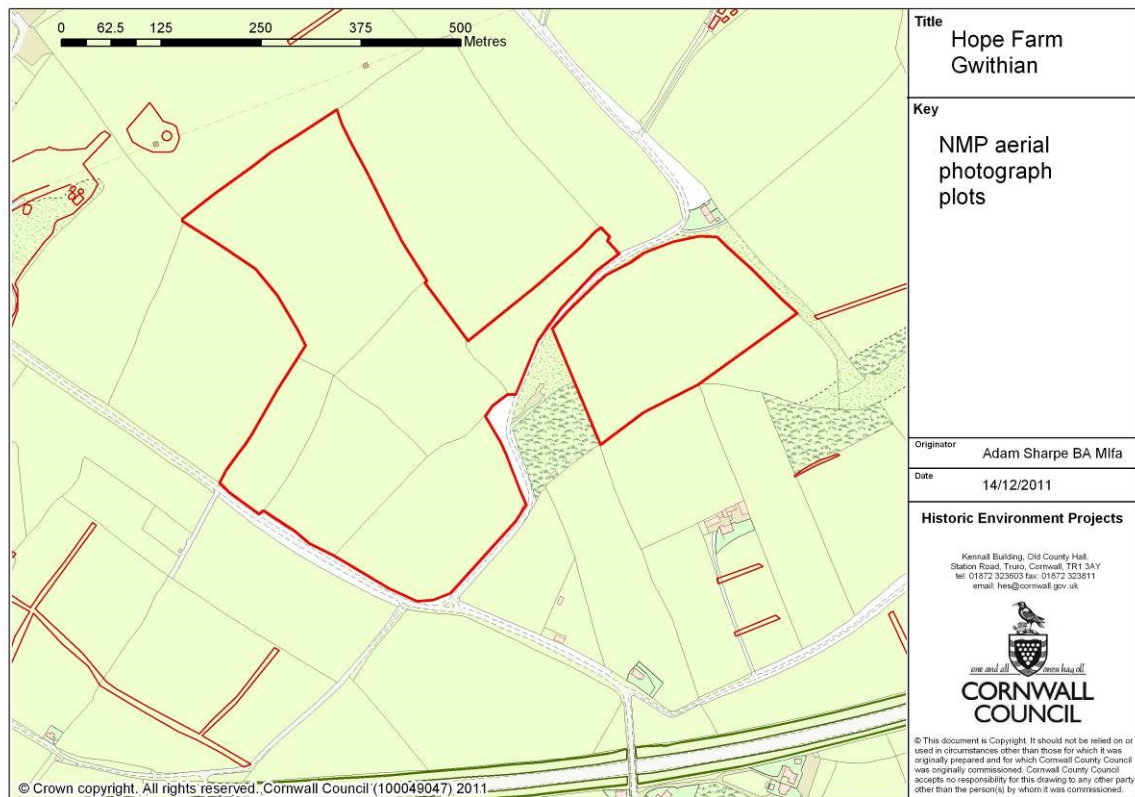 0 62.5 125 250 375 500
Metres
© Crown copyright. All rights reserved. Cornwall Council (100049047) 2011
Title
Hope Farm
Gwithian
Key
NMP aerial
photograph
plots
Originator
Adam Sharpe BA MIfa
Date
14/12/2011
Historic Environment Projects
Kennall Building, Old County Hall,
Station Road, Truro, Cornwall, TR1 3AY
tel: 01872 323603 fax: 01872 323811
email: hes@cornwall.gov.uk
one and all onen hag oll
CORNWALL
COUNCIL
© This document is Copyright. It should not be relied on or
used in circumstances other than those for which it was
originally prepared and for which Cornwall County Council
was originally commissioned. Cornwall County Council
accepts no responsibility for this drawing to any other party
other than the person(s) by whom it was commissioned.